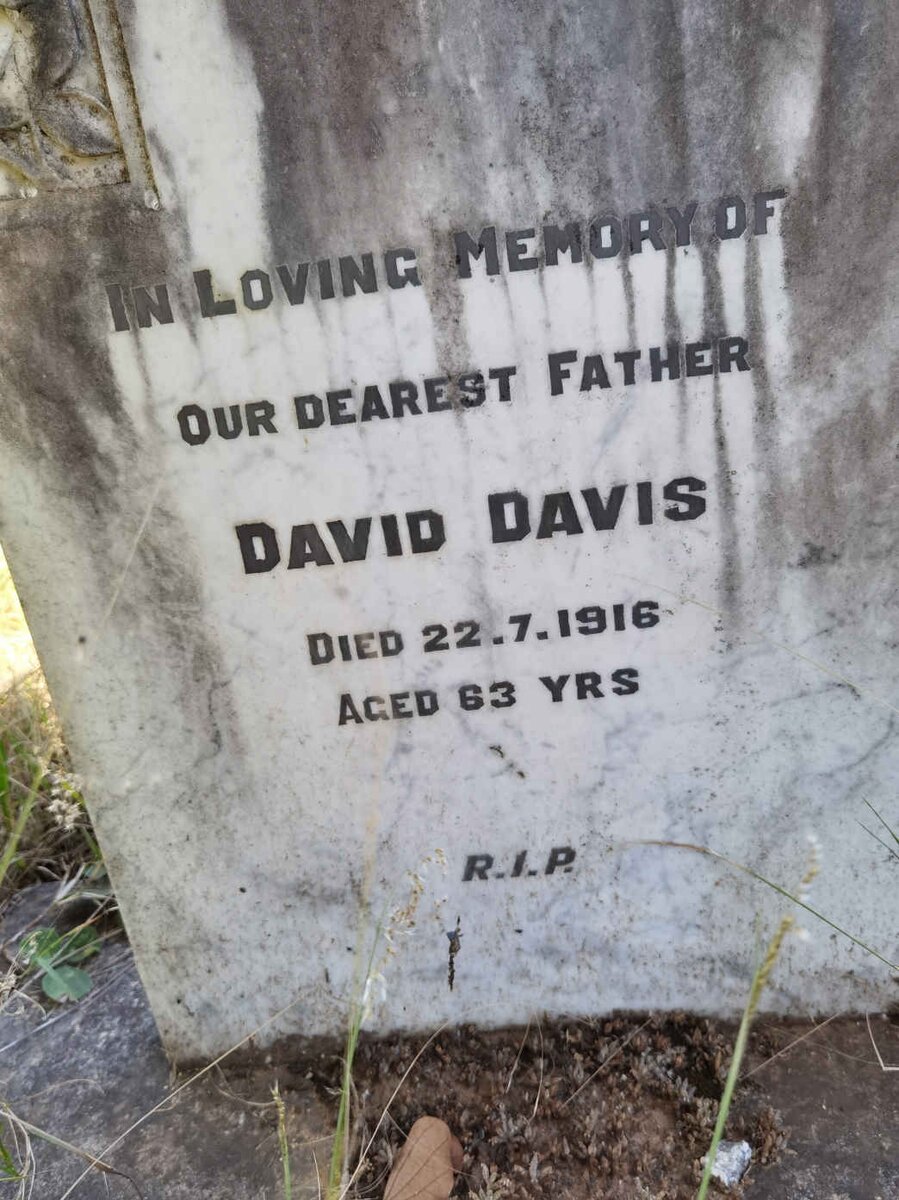 In Loving Memory of
Our dearest Father
David Davis
Died 22.7.1916
Aged 63 yrs
R.I.P.